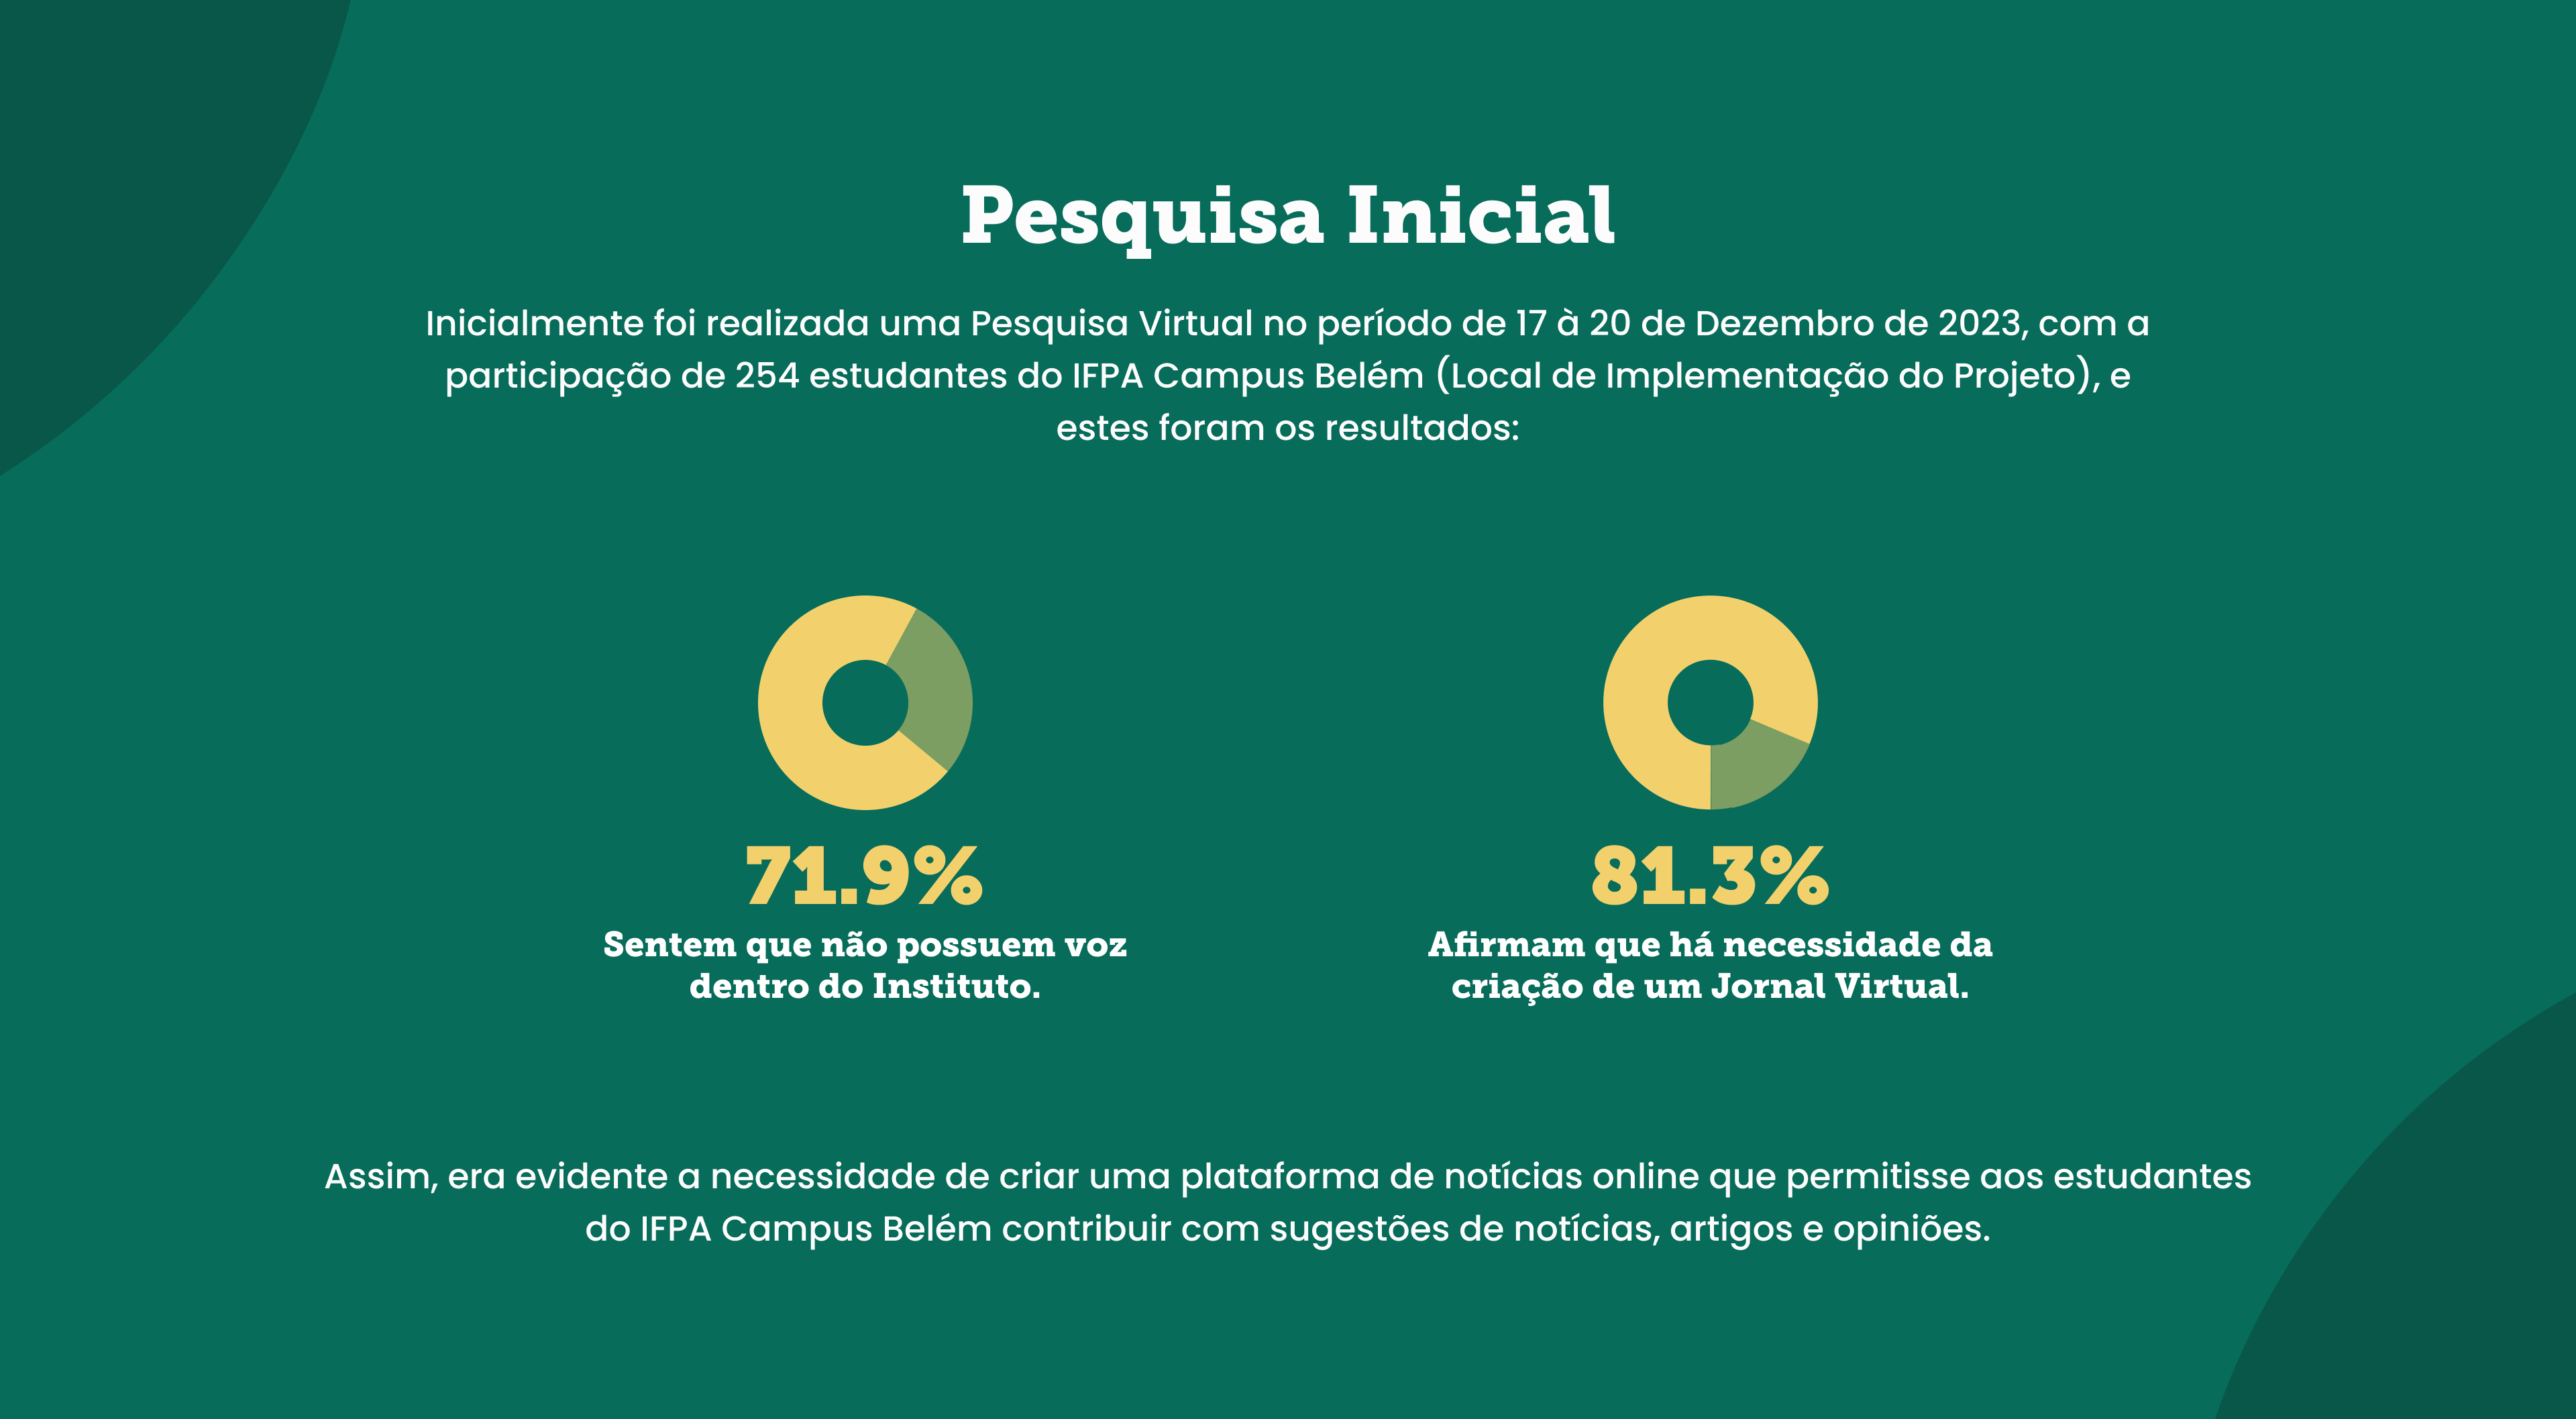 Pesquisa Inicial
Inicialmente foi realizada uma Pesquisa Virtual no período de 17 à 20 de Dezembro de 2023, com a
participação de 254 estudantes do IFPA Campus Belém (Local de Implementação do Projeto), e
estes foram os resultados:
71.9%
Sentem que não possuem voz
dentro do Instituto.
81.3%
Afirmam que há necessidade da
criação de um Jornal Virtual.
Assim, era evidente a necessidade de criar uma plataforma de notícias online que permitisse aos estudantes
do IFPA Campus Belém contribuir com sugestões de notícias, artigos e opiniões.